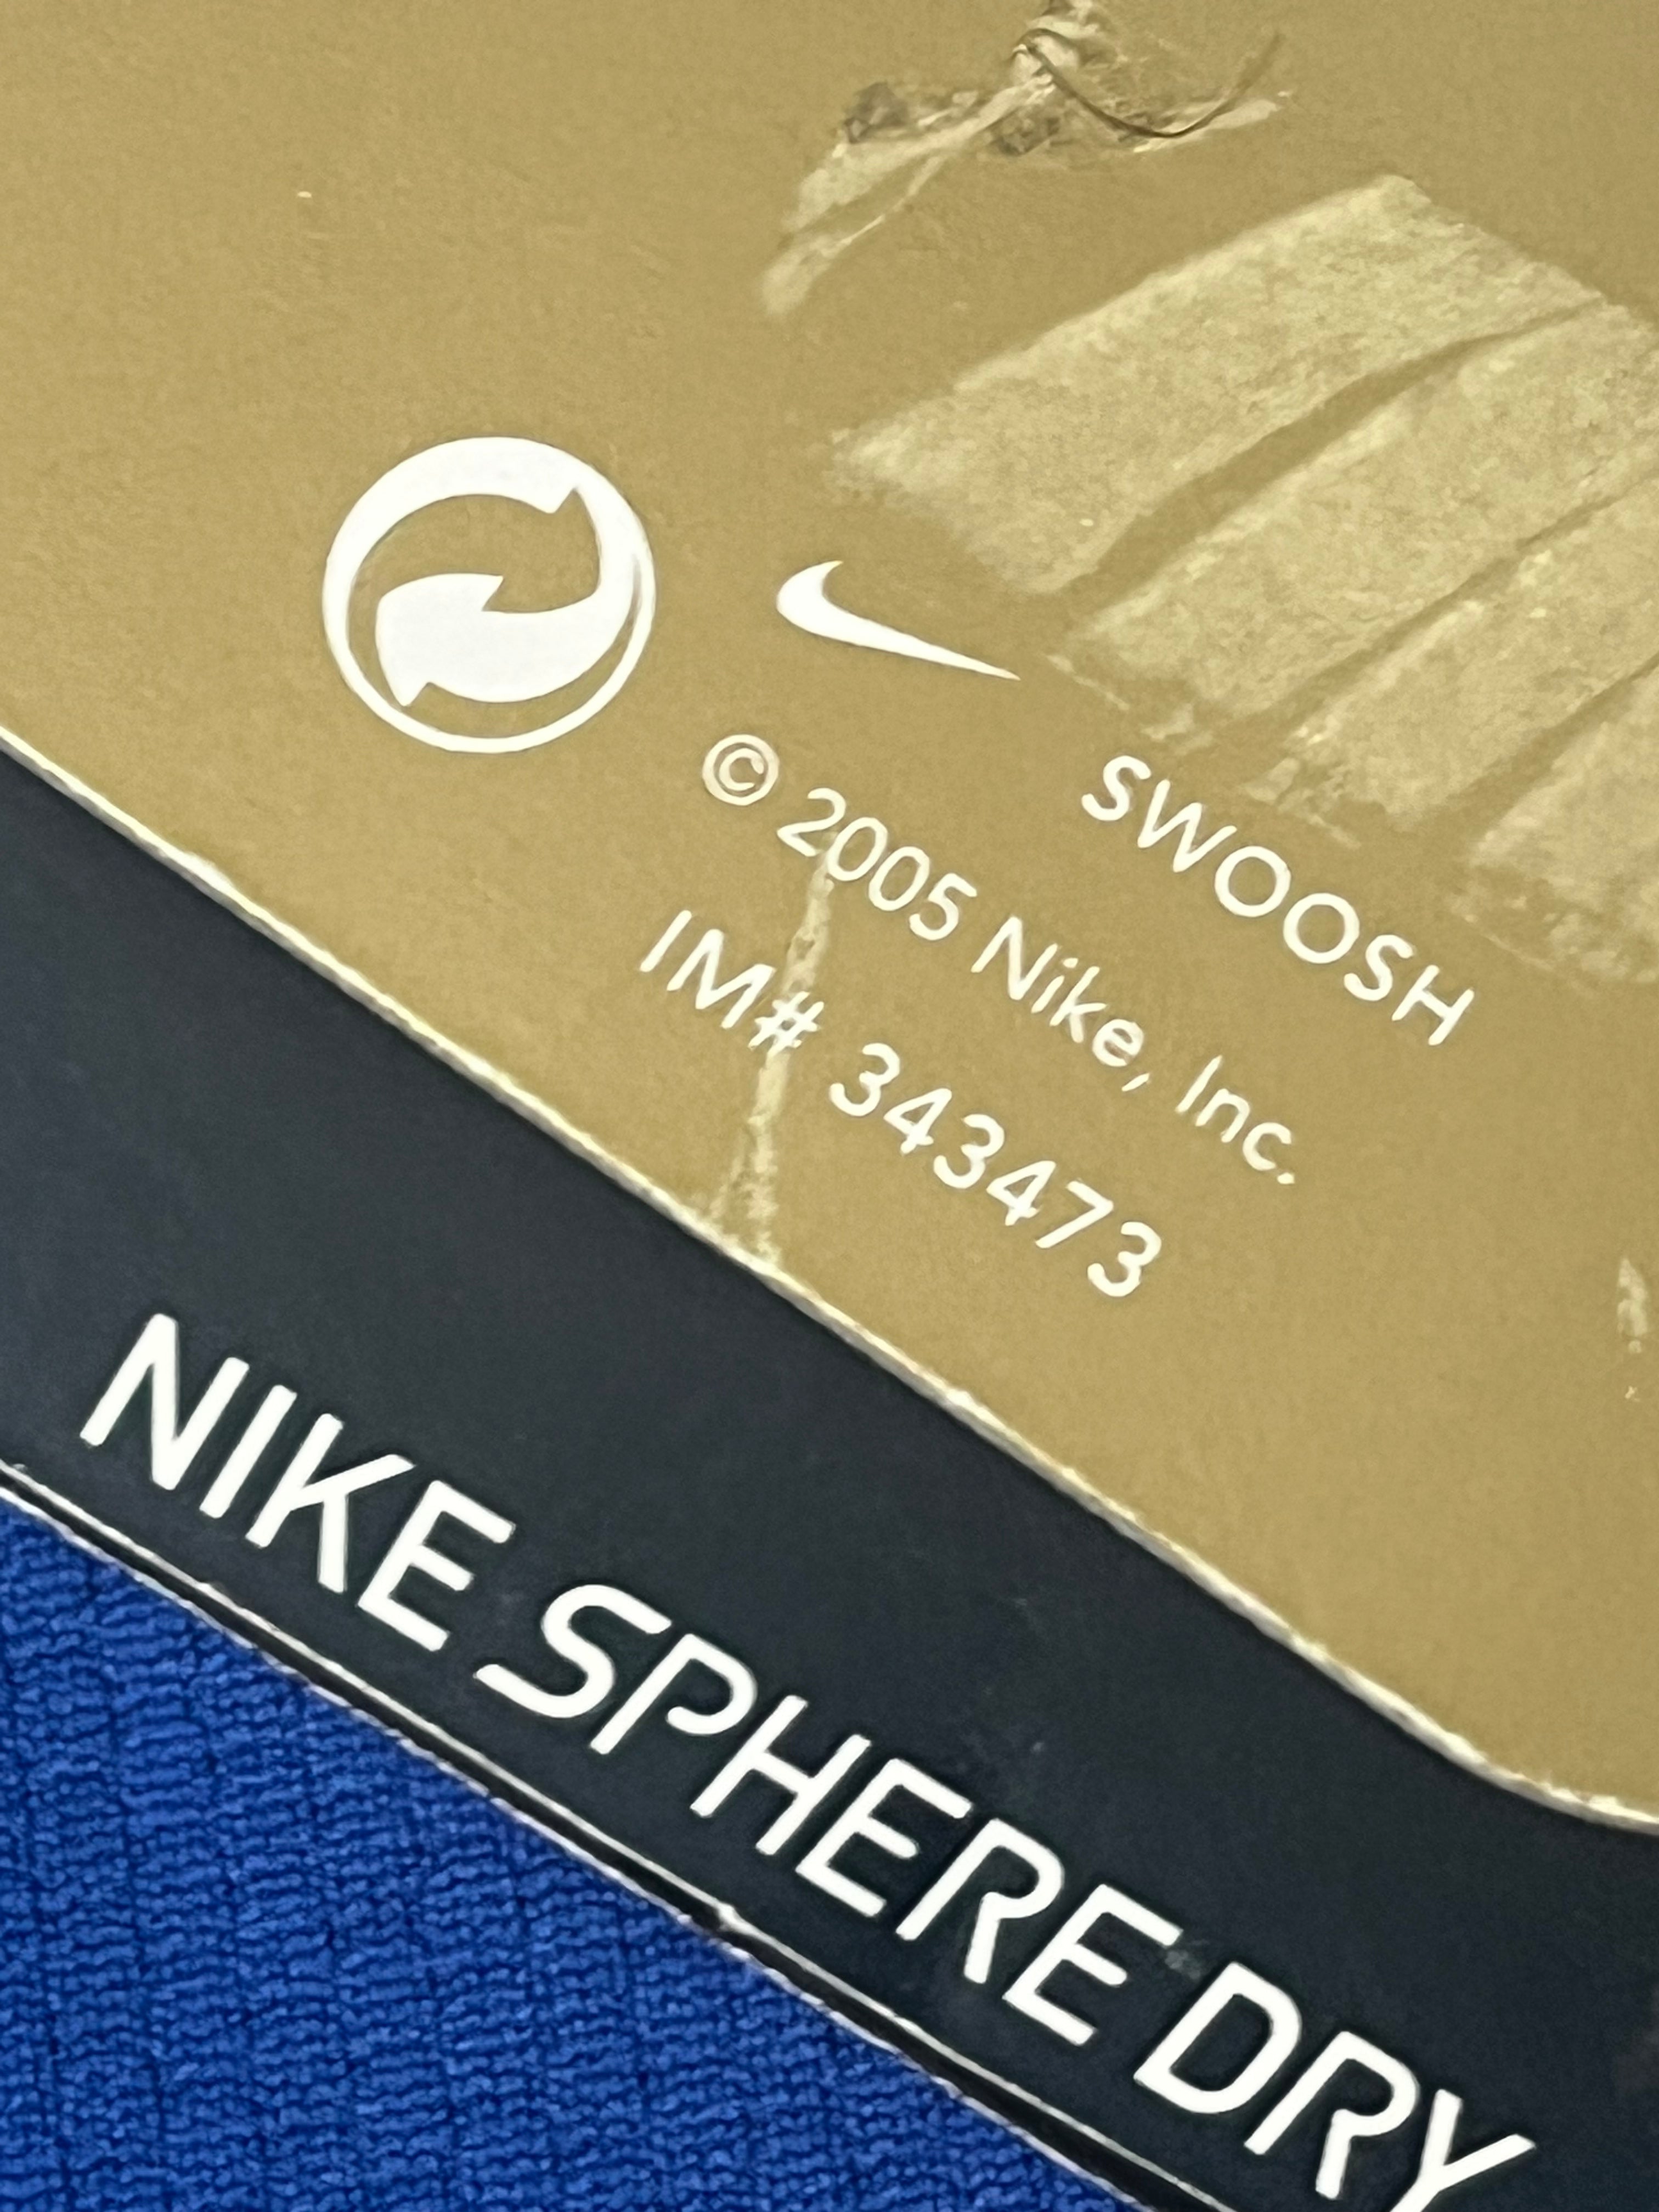 SWOOSH
© 2005 Nike, Inc.
IM# 343473
NIKE SPHERE DRY